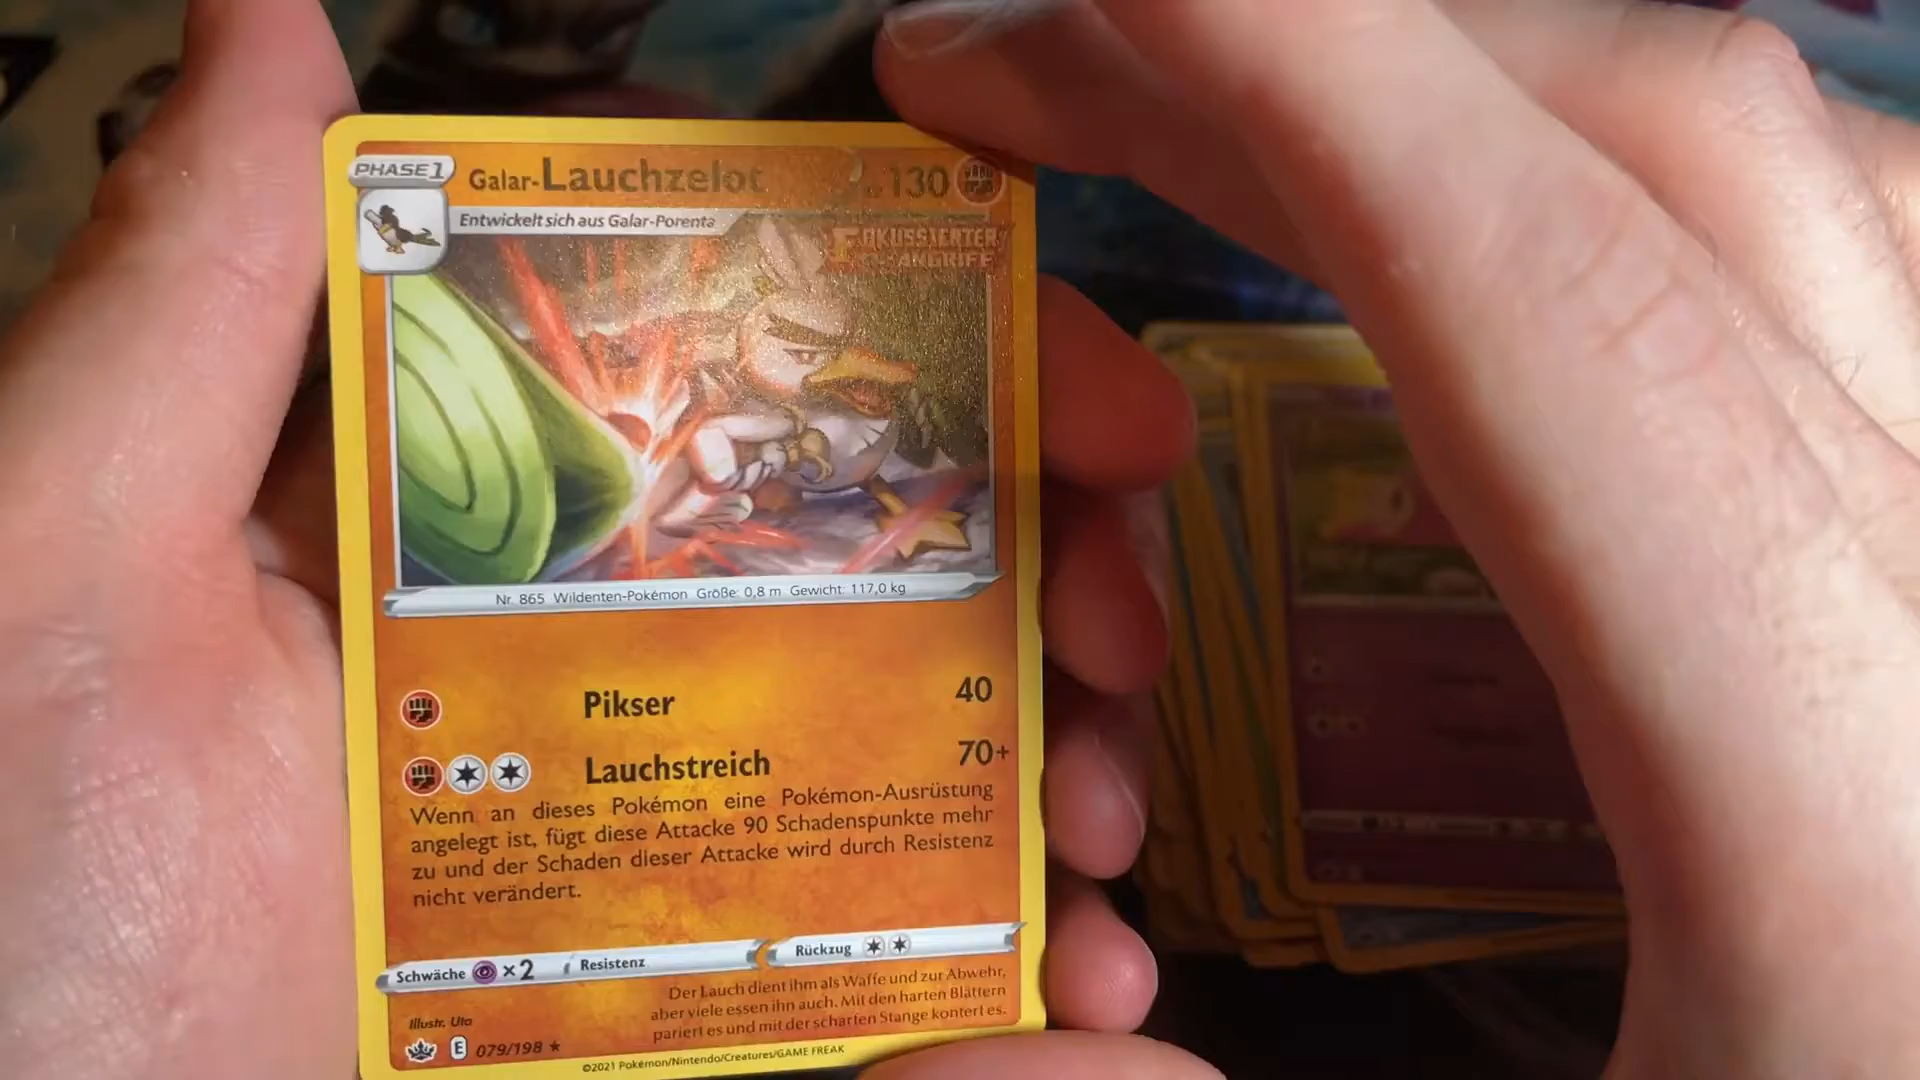 PHASE 1
Galar-Lauchzelot
130
Entwickelt sich aus Galar-Porenta
FOKUSSIERTER
ANGRIFF
Nr. 865 Wildenten-Pokémon Größe: 0,8 m Gewicht: 117,0 kg
Pikser 40
Lauchstreich 70+
Wenn an dieses Pokémon eine Pokémon-Ausrüstung
angelegt ist, fügt diese Attacke 90 Schadenspunkte mehr
zu und der Schaden dieser Attacke wird durch Resistenz
nicht verändert.
Schwäche ×2 Resistenz Rückzug
Der Lauch dient ihm als Waffe und zur Abwehr,
aber viele essen ihn auch. Mit den harten Blättern
pariert es und mit der scharfen Stange kontert es.
Illustr. Uta
E 079/198 ★
©2021 Pokémon/Nintendo/Creatures/GAME FREAK